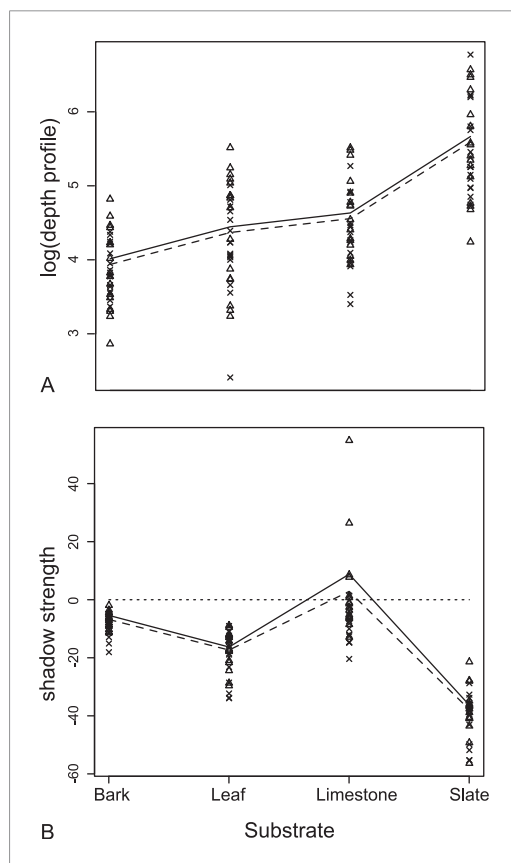 6
5
4
3
log(depth profile)
A
40
20
0
-20
-40
-60
shadow strength
Bark Leaf Limestone Slate
B Substrate